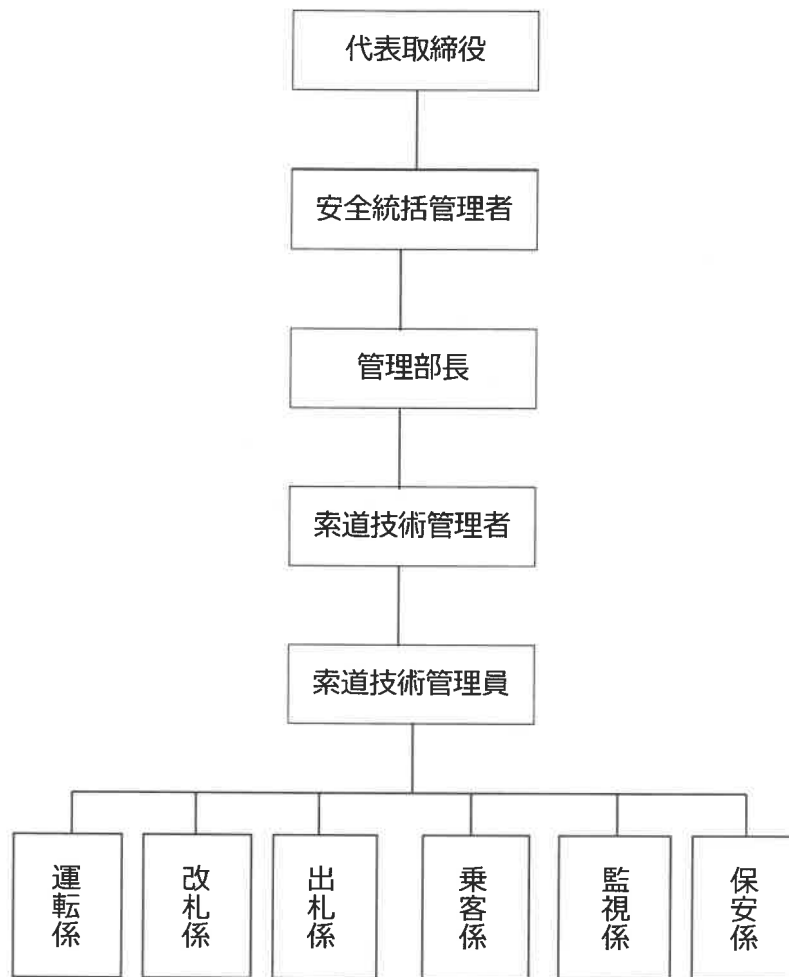 代表取締役
安全統括管理者
管理部長
索道技術管理者
索道技術管理員
運転係
改札係
出札係
乗客係
監視係
保安係